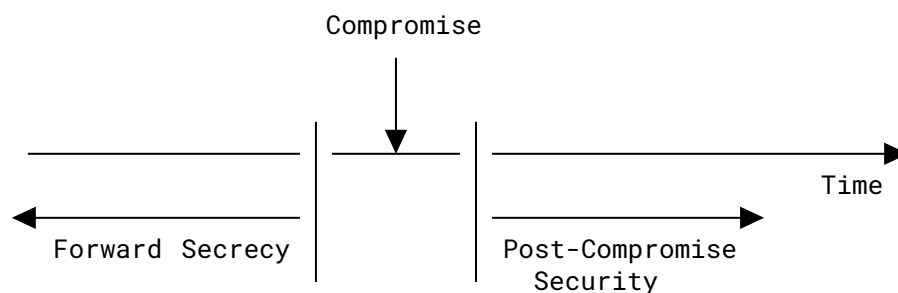 Compromise
Time
Forward Secrecy
Post-Compromise
Security